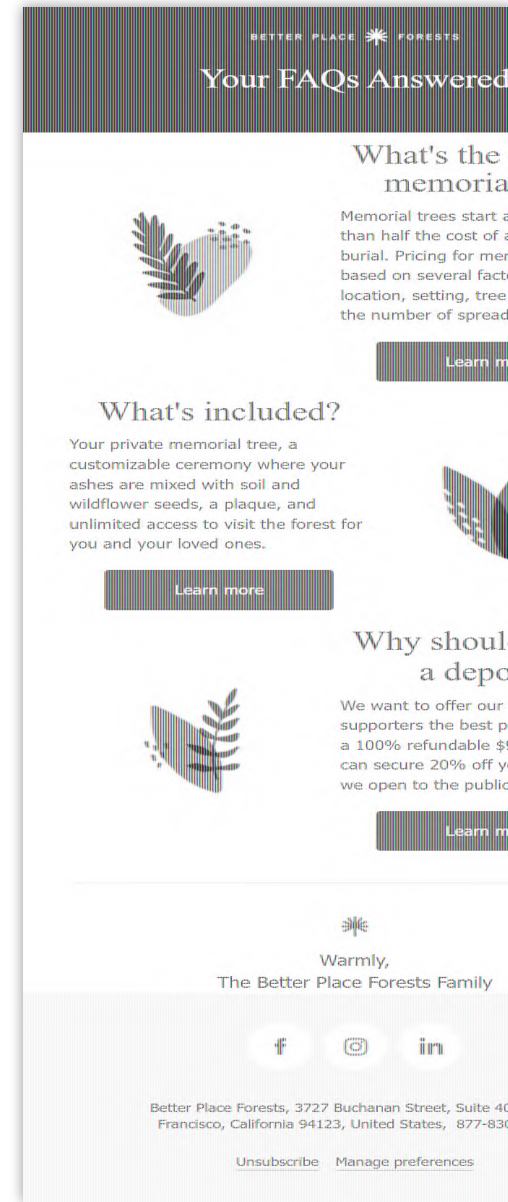 BETTER PLACE FORESTS
Your FAQs Answered
What's the
memoria
Memorial trees start a
than half the cost of a
burial. Pricing for mer
based on several facto
location, setting, tree
the number of spread
Learn m
What's included?
Your private memorial tree, a
customizable ceremony where your
ashes are mixed with soil and
wildflower seeds, a plaque, and
unlimited access to visit the forest for
you and your loved ones.
Learn more
Why shoul
a depo
We want to offer our
supporters the best p
a 100% refundable $9
can secure 20% off y
we open to the public
Learn m
Warmly,
The Better Place Forests Family
f
in
Better Place Forests, 3727 Buchanan Street, Suite 40
Francisco, California 94123, United States, 877-830
Unsubscribe Manage preferences